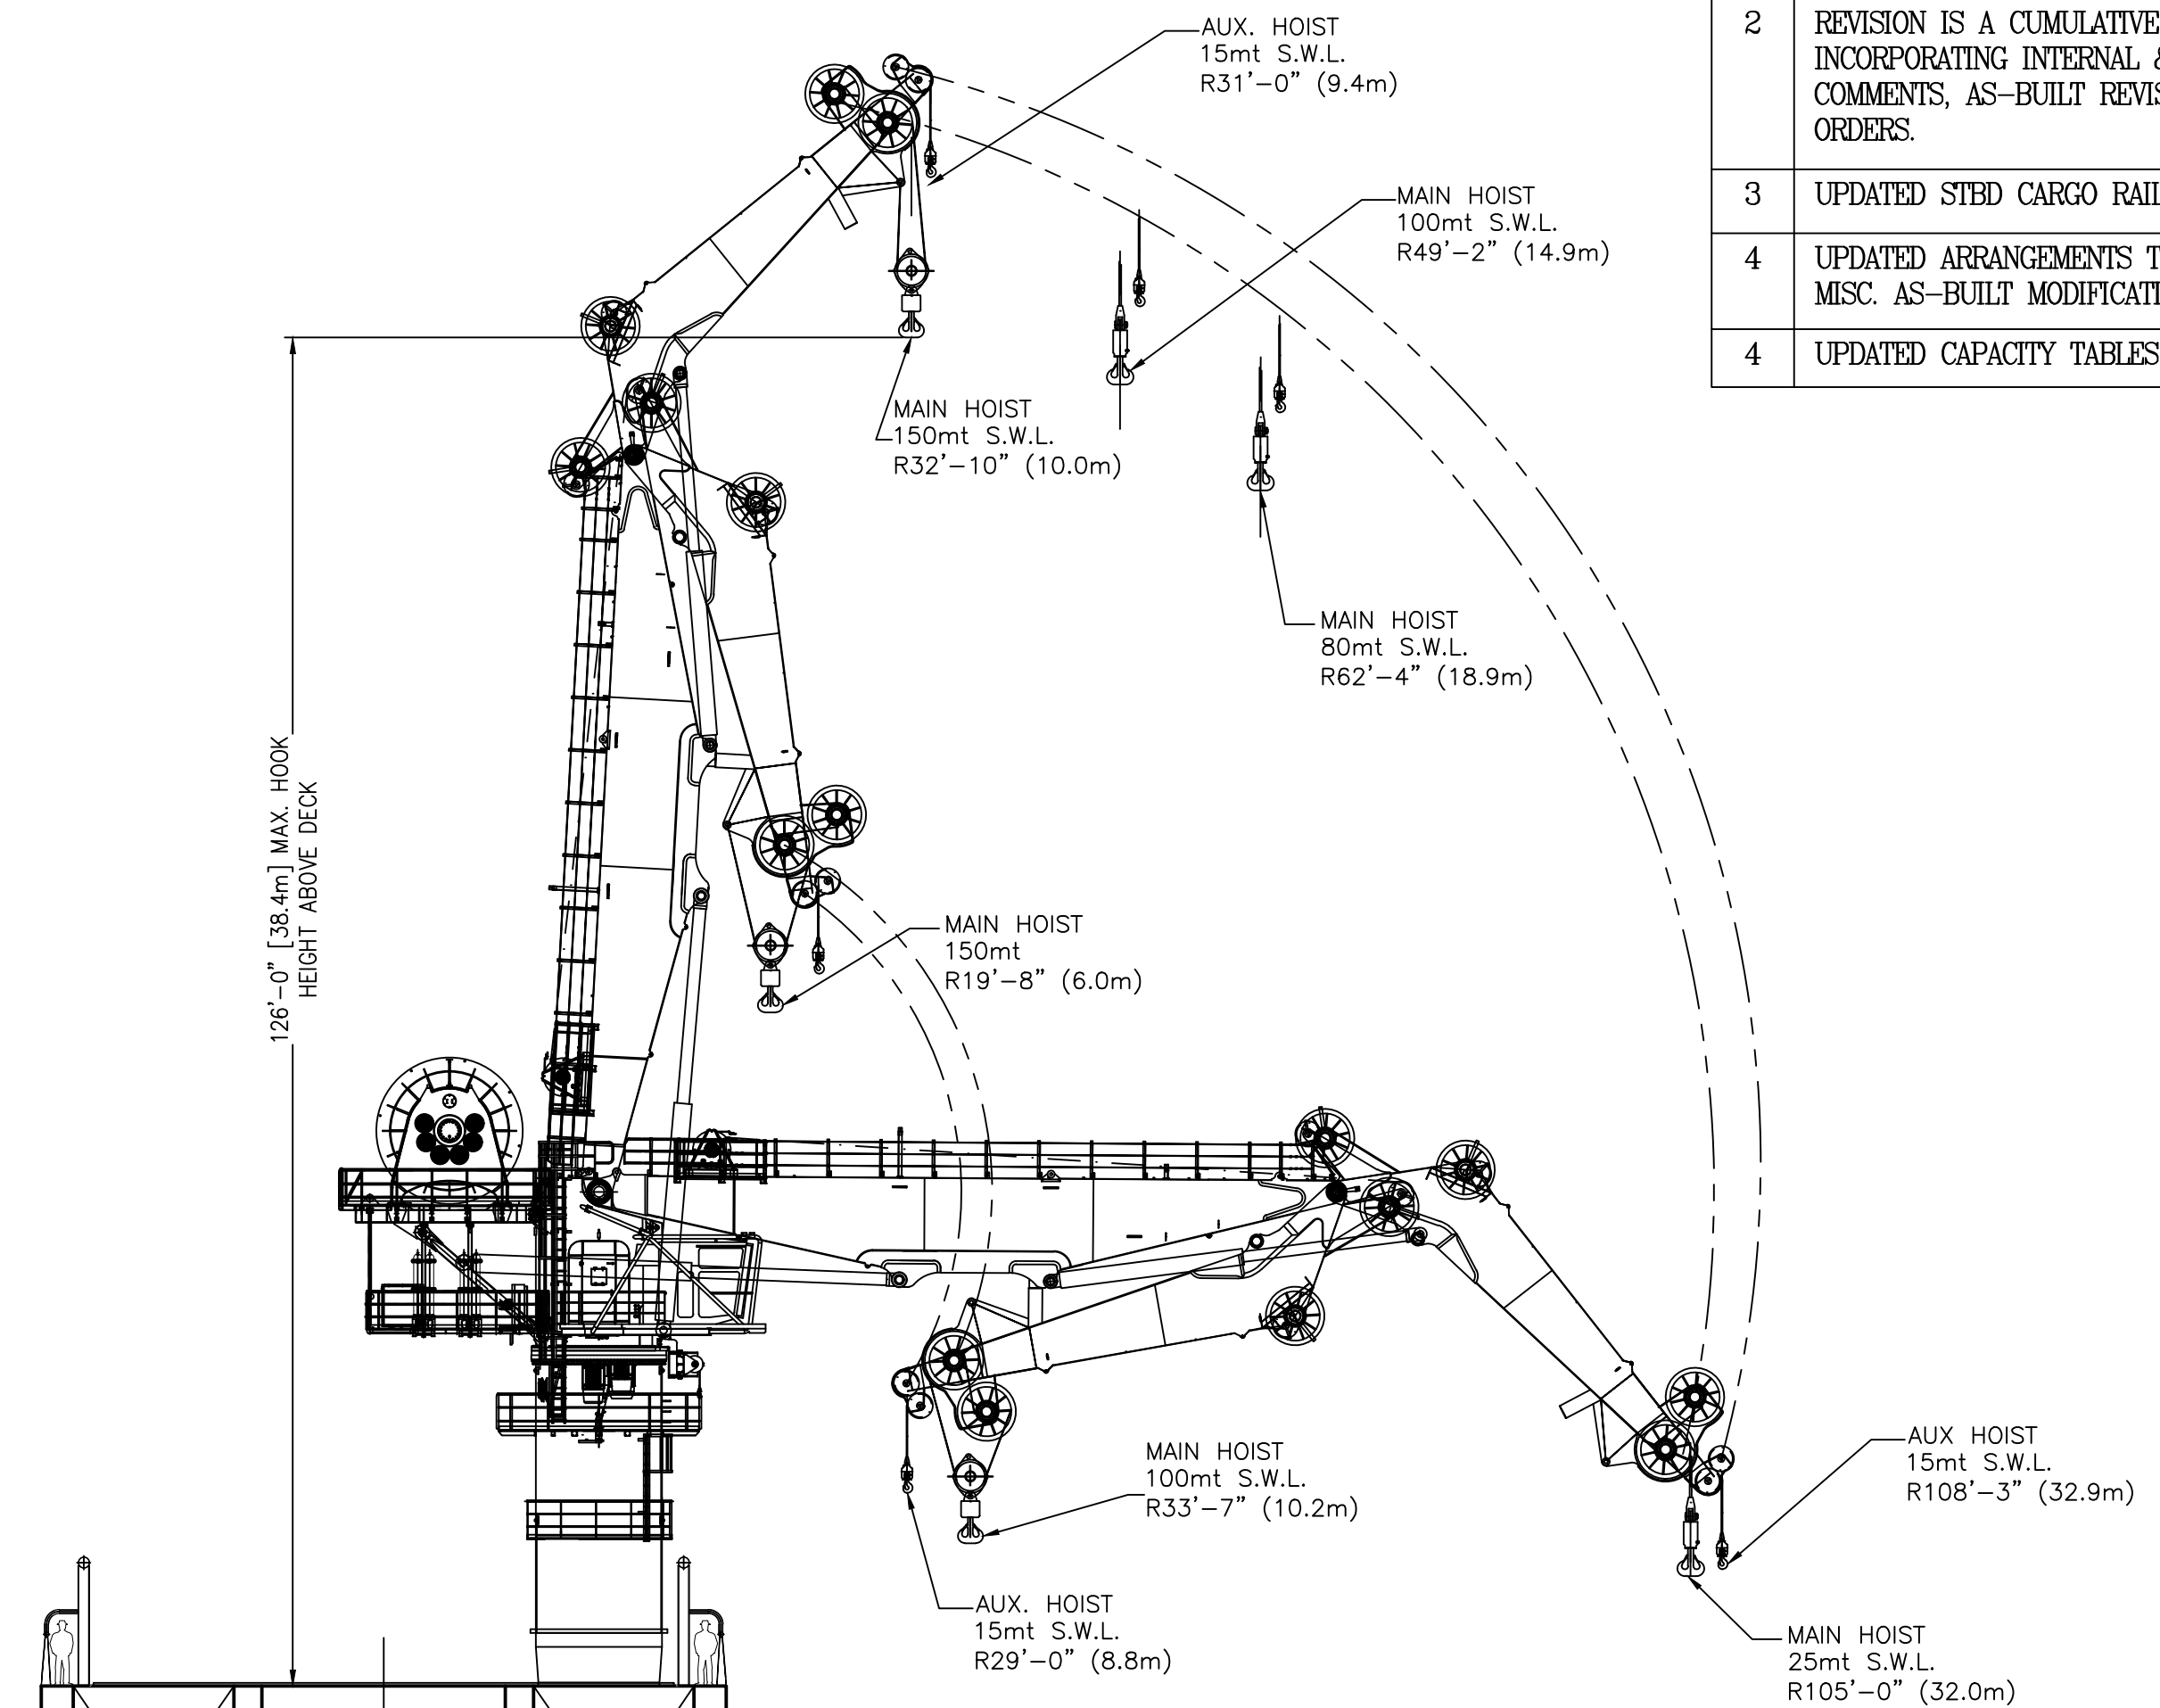 AUX. HOIST
15mt S.W.L.
R31'-0" (9.4m)
MAIN HOIST
100mt S.W.L.
R49'-2" (14.9m)
MAIN HOIST
150mt S.W.L.
R32'-10" (10.0m)
MAIN HOIST
80mt S.W.L.
R62'-4" (18.9m)
126'-0" [38.4m] MAX. HOOK
HEIGHT ABOVE DECK
MAIN HOIST
150mt
R19'-8" (6.0m)
MAIN HOIST
100mt S.W.L.
R33'-7" (10.2m)
AUX HOIST
15mt S.W.L.
R108'-3" (32.9m)
AUX. HOIST
15mt S.W.L.
R29'-0" (8.8m)
MAIN HOIST
25mt S.W.L.
R105'-0" (32.0m)
2 REVISION IS A CUMULATIVE
INCORPORATING INTERNAL &
COMMENTS, AS-BUILT
ORDERS.
3 UPDATED STBD CARGO RAIL
4 UPDATED ARRANGEMENTS
MISC. AS-BUILT
4 UPDATED CAPACITY TABLES